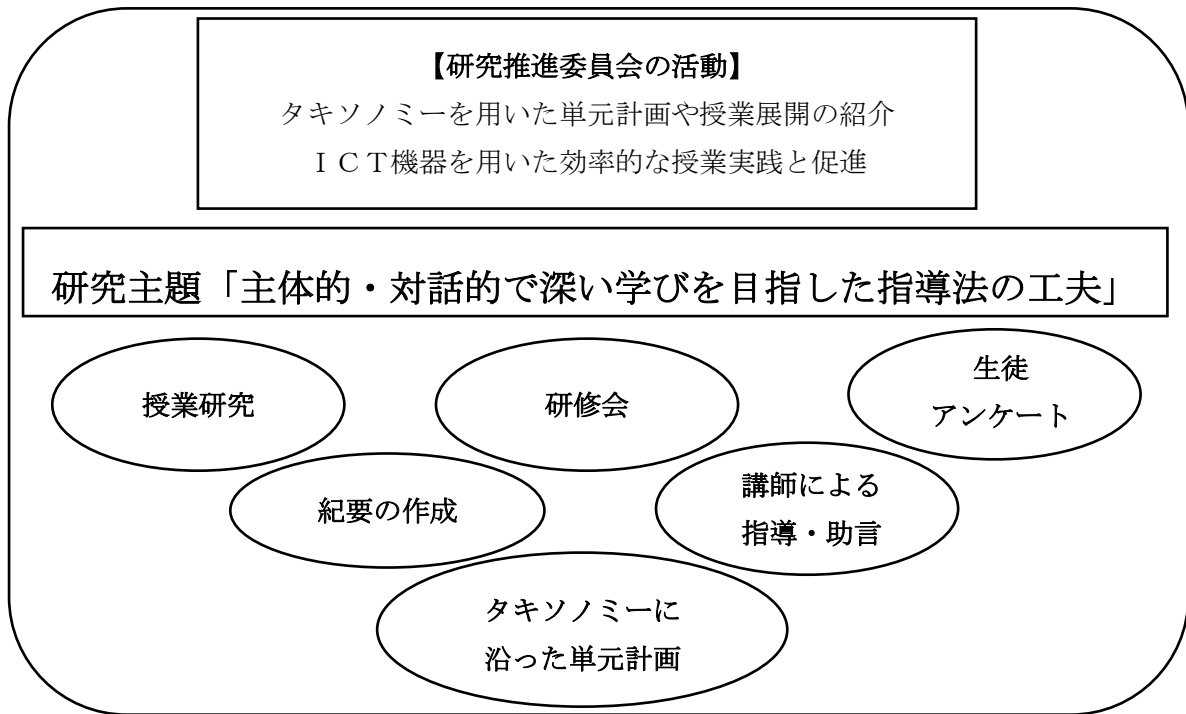 【研究推進委員会の活動】
タキソノミーを用いた単元計画や授業展開の紹介
ＩＣＴ機器を用いた効率的な授業実践と促進
研究主題「主体的・対話的で深い学びを目指した指導法の工夫」
授業研究
研修会
生徒
アンケート
紀要の作成
講師による
指導・助言
タキソノミーに
沿った単元計画